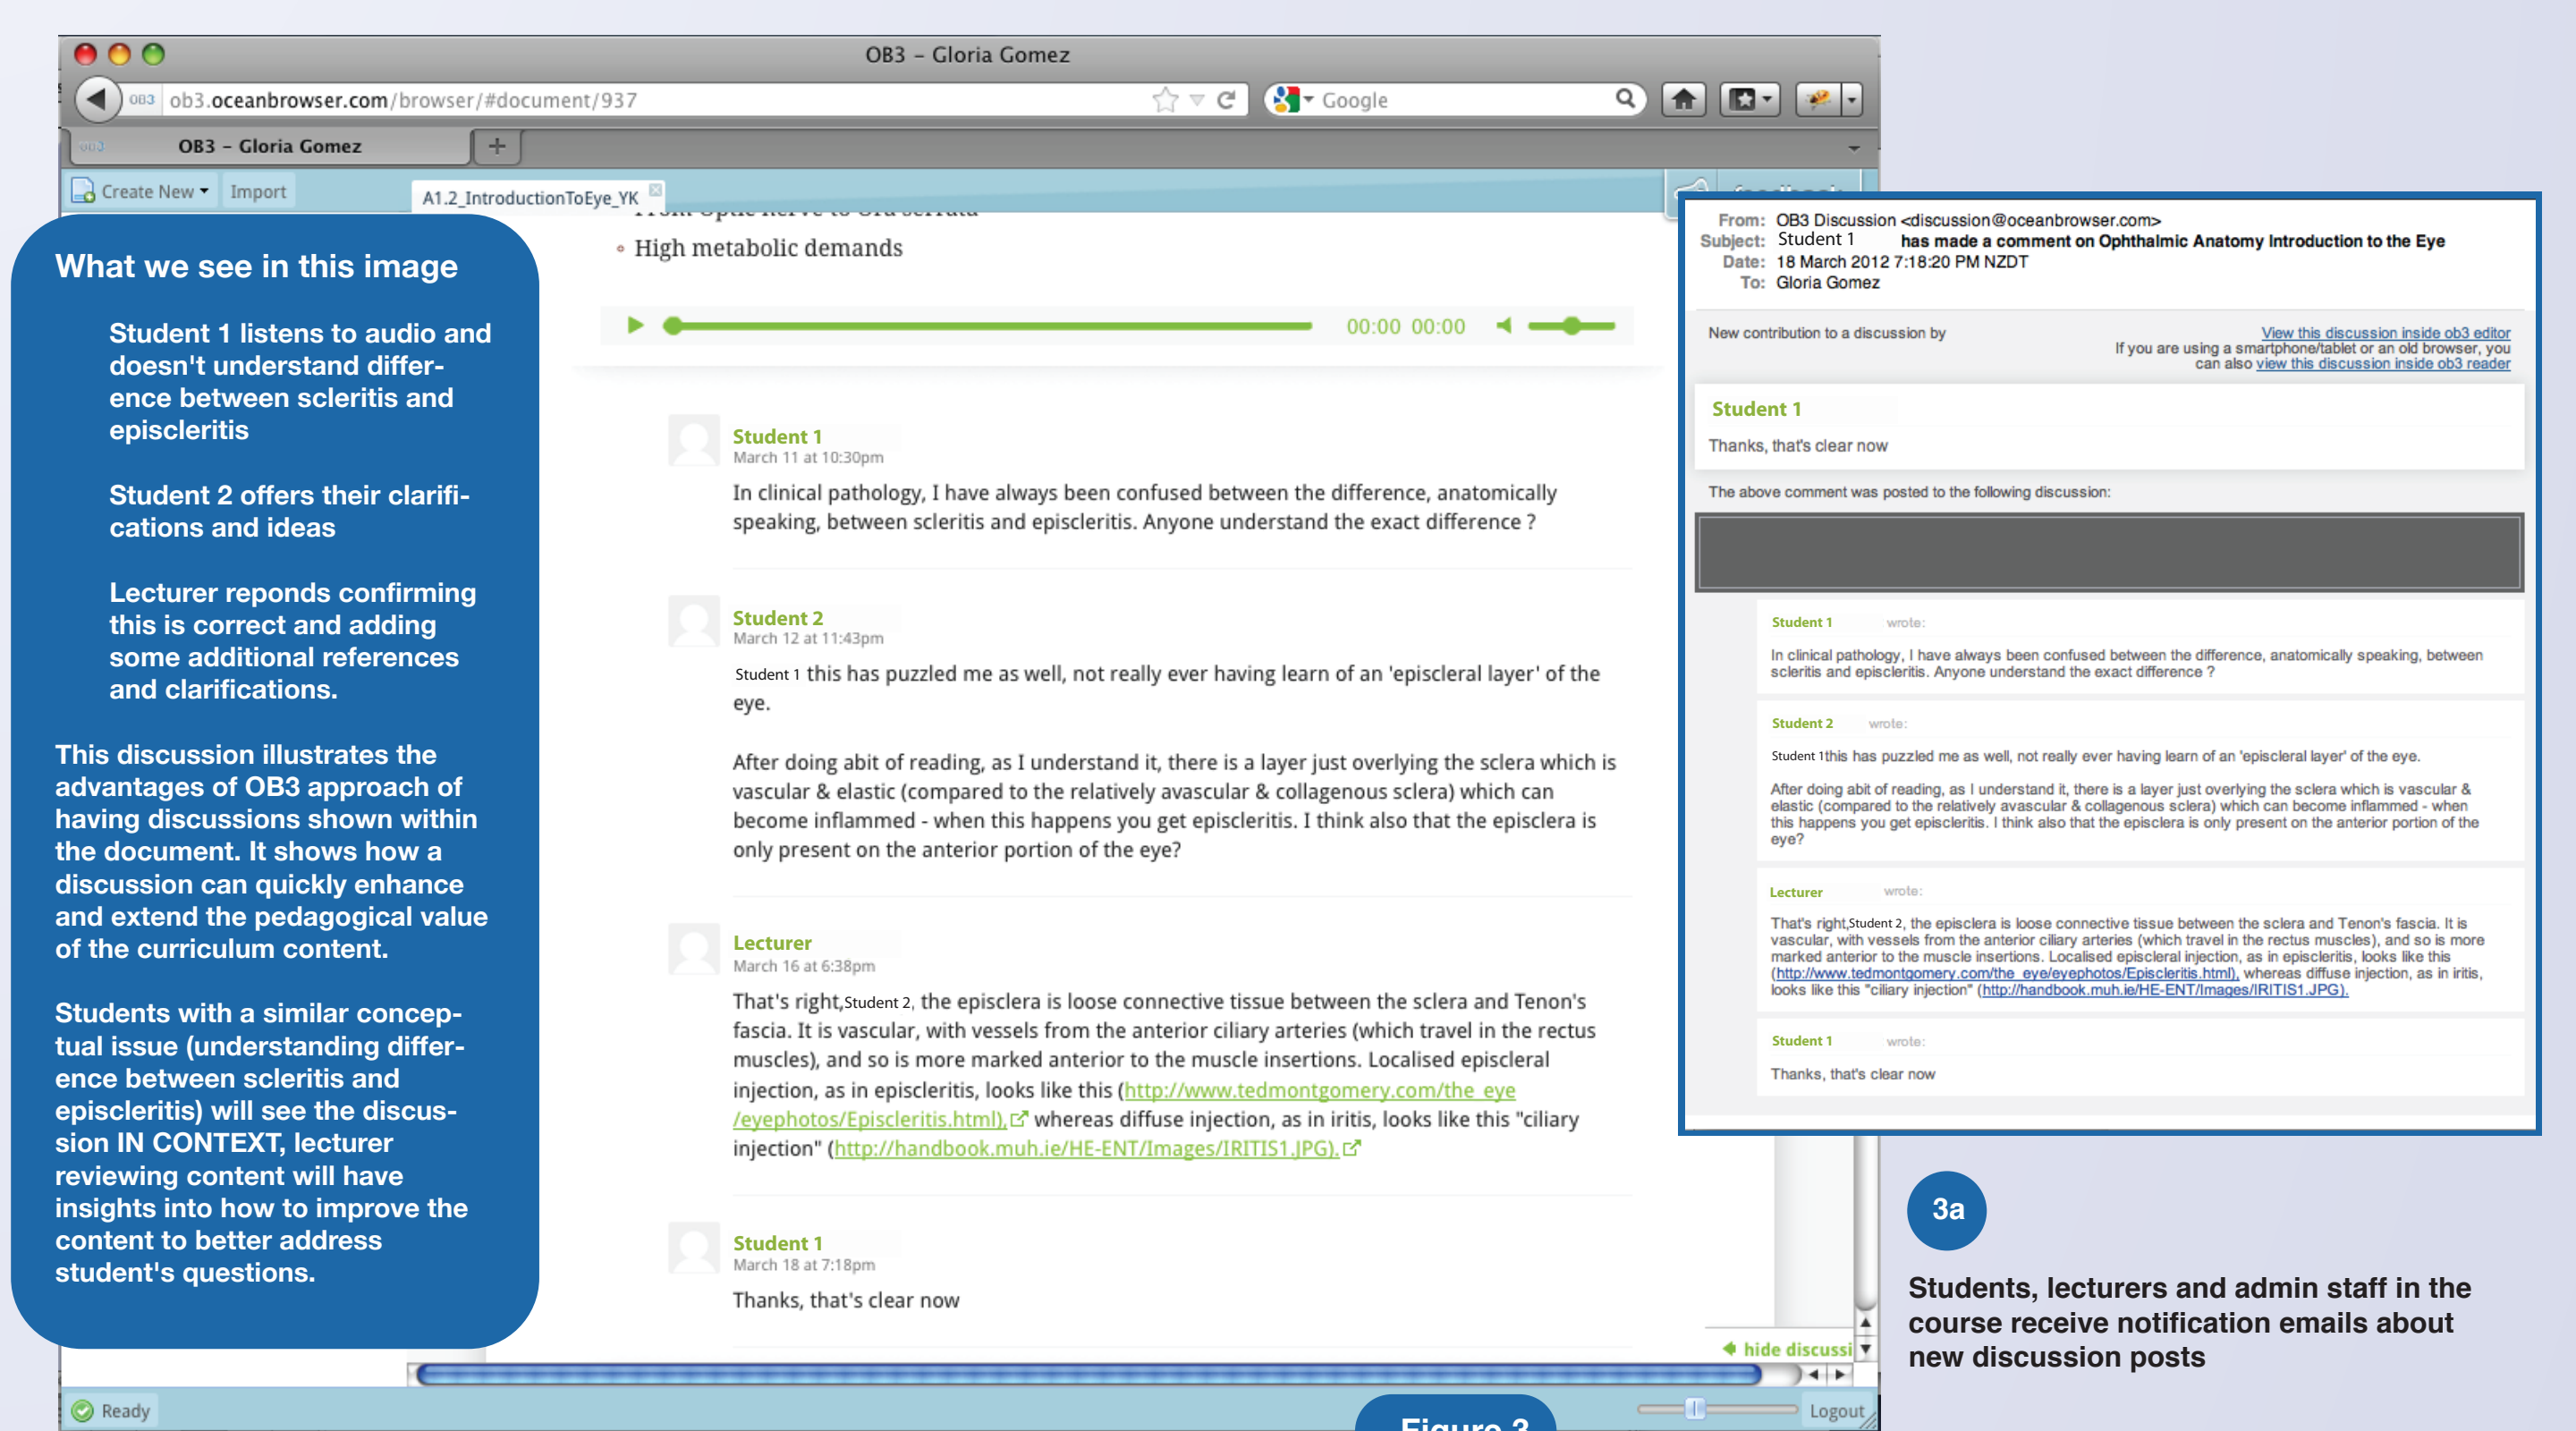 OB3 – Gloria Gomez
OB3 ob3.oceanbrowser.com/browser/#document/937
Google
OB3 – Gloria Gomez
Create New
Import
A1.2_IntroductionToEye_YK
What we see in this image
Student 1 listens to audio and
doesn't understand differ-
ence between scleritis and
episcleritis
Student 2 offers their clarifi-
cations and ideas
Lecturer reponds confirming
this is correct and adding
some additional references
and clarifications.
This discussion illustrates the
advantages of OB3 approach of
having discussions shown within
the document. It shows how a
discussion can quickly enhance
and extend the pedagogical value
of the curriculum content.
Students with a similar concep-
tual issue (understanding differ-
ence between scleritis and
episcleritis) will see the discus-
sion IN CONTEXT, lecturer
reviewing content will have
insights into how to improve the
content to better address
student's questions.
High metabolic demands
00:00 00:00
Student 1
March 11 at 10:30pm
In clinical pathology, I have always been confused between the difference, anatomically
speaking, between scleritis and episcleritis. Anyone understand the exact difference ?
Student 2
March 12 at 11:43pm
Student 1 this has puzzled me as well, not really ever having learn of an 'episcleral layer' of the
eye.
After doing abit of reading, as I understand it, there is a layer just overlying the sclera which is
vascular & elastic (compared to the relatively avascular & collagenous sclera) which can
become inflammed - when this happens you get episcleritis. I think also that the episclera is
only present on the anterior portion of the eye?
Lecturer
March 16 at 6:38pm
That's right,Student 2, the episclera is loose connective tissue between the sclera and Tenon's
fascia. It is vascular, with vessels from the anterior ciliary arteries (which travel in the rectus
muscles), and so is more marked anterior to the muscle insertions. Localised episcleral
injection, as in episcleritis, looks like this (http://www.tedmontgomery.com/the_eye
/eyephotos/Episcleritis.html), whereas diffuse injection, as in iritis, looks like this "ciliary
injection" (http://handbook.muh.ie/HE-ENT/Images/IRITIS1.JPG).
Student 1
March 18 at 7:18pm
Thanks, that's clear now
hide discussi
Ready
Logout
Figure 3
From: OB3 Discussion <discussion@oceanbrowser.com>
Subject: Student 1 has made a comment on Ophthalmic Anatomy Introduction to the Eye
Date: 18 March 2012 7:18:20 PM NZDT
To: Gloria Gomez
New contribution to a discussion by
View this discussion inside ob3 editor
If you are using a smartphone/tablet or an old browser, you
can also view this discussion inside ob3 reader
Student 1
Thanks, that's clear now
The above comment was posted to the following discussion:
Student 1 wrote:
In clinical pathology, I have always been confused between the difference, anatomically speaking, between
scleritis and episcleritis. Anyone understand the exact difference ?
Student 2 wrote:
Student 1this has puzzled me as well, not really ever having learn of an 'episcleral layer' of the eye.
After doing abit of reading, as I understand it, there is a layer just overlying the sclera which is vascular &
elastic (compared to the relatively avascular & collagenous sclera) which can become inflammed - when
this happens you get episcleritis. I think also that the episclera is only present on the anterior portion of the
eye?
Lecturer wrote:
That's right,Student 2, the episclera is loose connective tissue between the sclera and Tenon's fascia. It is
vascular, with vessels from the anterior ciliary arteries (which travel in the rectus muscles), and so is more
marked anterior to the muscle insertions. Localised episcleral injection, as in episcleritis, looks like this
(http://www.tedmontgomery.com/the_eye/eyephotos/Episcleritis.html), whereas diffuse injection, as in iritis,
looks like this "ciliary injection" (http://handbook.muh.ie/HE-ENT/Images/IRITIS1.JPG).
Student 1 wrote:
Thanks, that's clear now
3a
Students, lecturers and admin staff in the
course receive notification emails about
new discussion posts